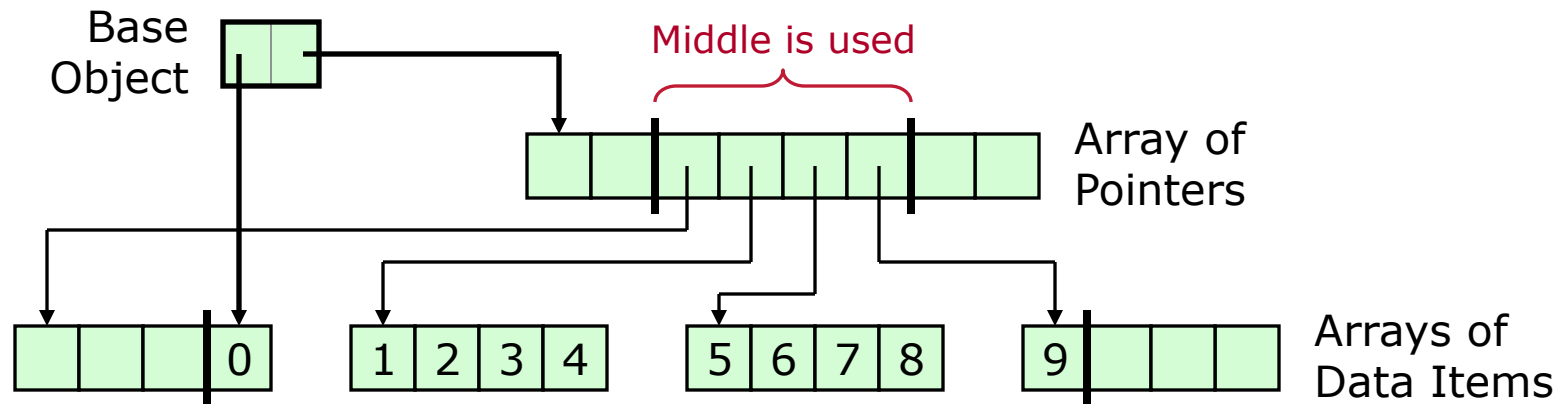 Base
Object
Middle is used
Array of
Pointers
0
1 2 3 4
5 6 7 8
9
Arrays of
Data Items